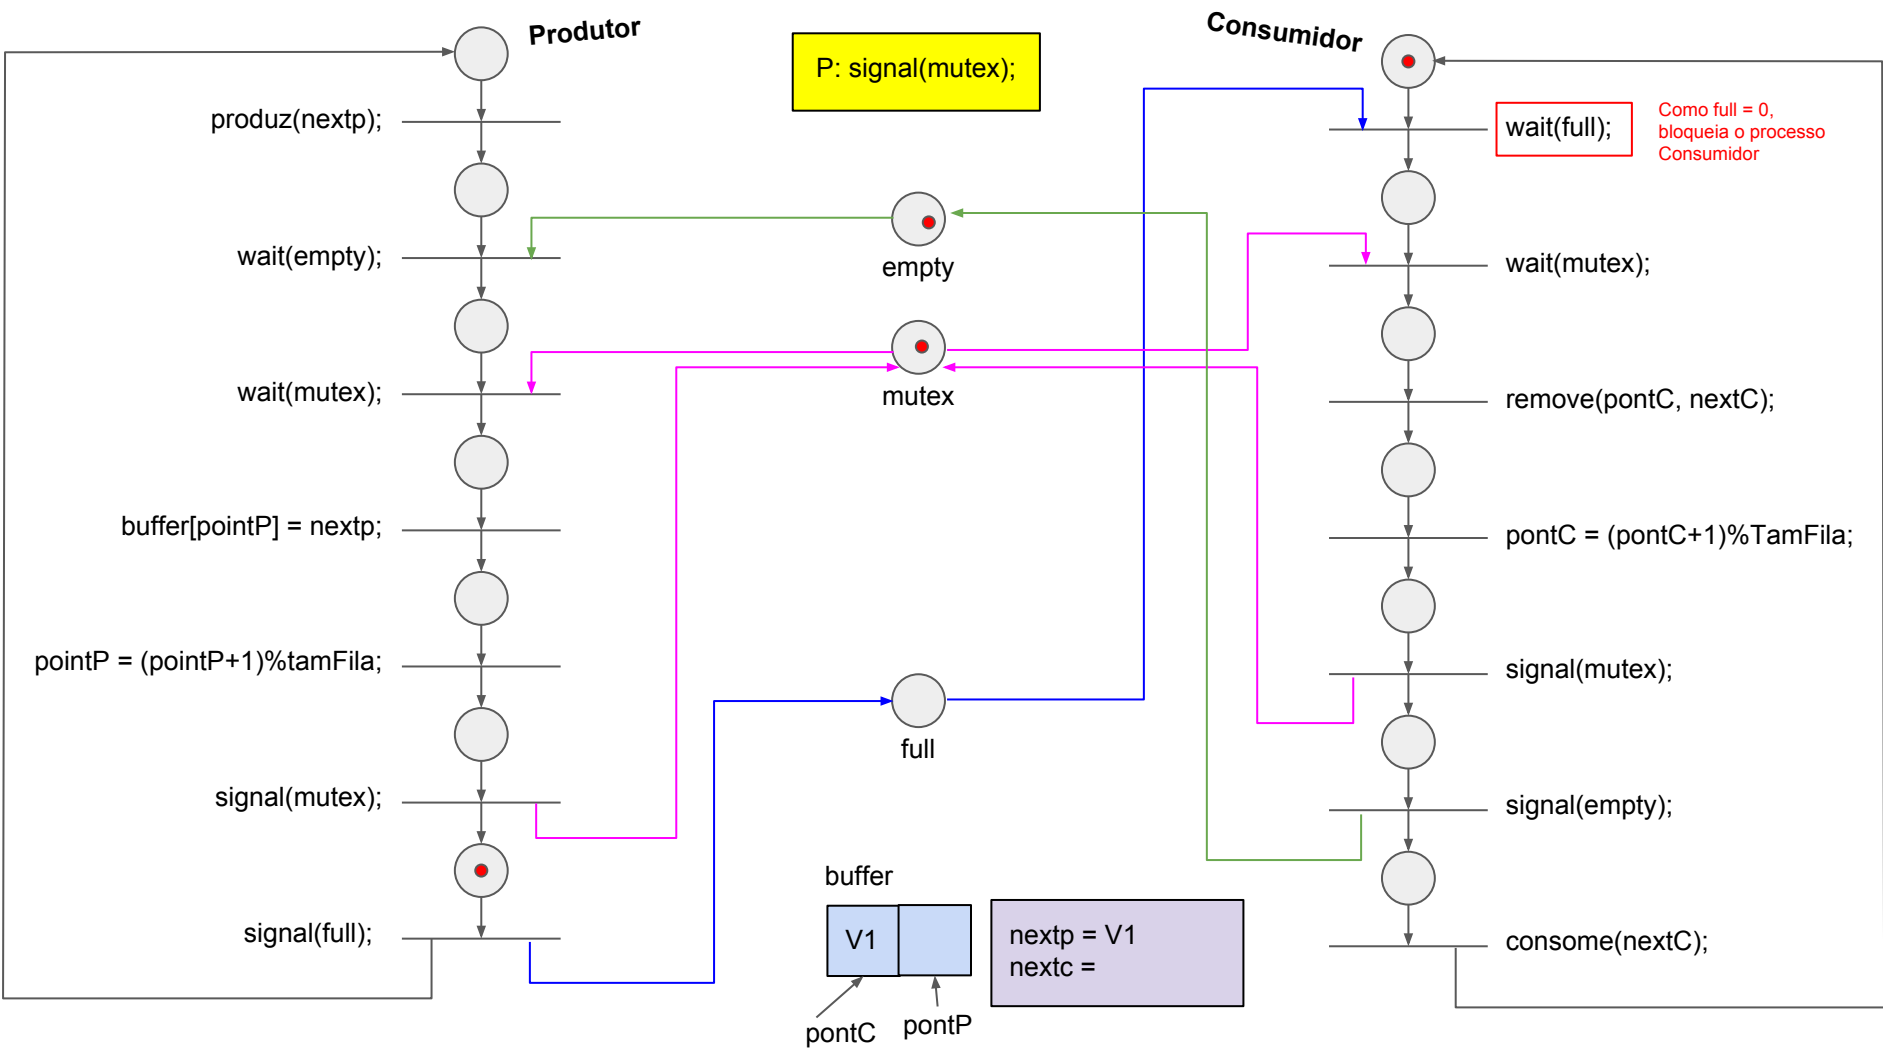 Produtor
Consumidor
P: signal(mutex);
produz(nextp);
wait(empty);
wait(mutex);
buffer[pointP] = nextp;
pointP = (pointP+1)%tamFila;
signal(mutex);
signal(full);
empty
mutex
full
buffer
V1
pontC
pontP
nextp = V1
nextc =
wait(full);
Como full = 0,
bloqueia o processo
Consumidor
wait(mutex);
remove(pontC, nextC);
pontC = (pontC+1)%TamFila;
signal(mutex);
signal(empty);
consome(nextC);